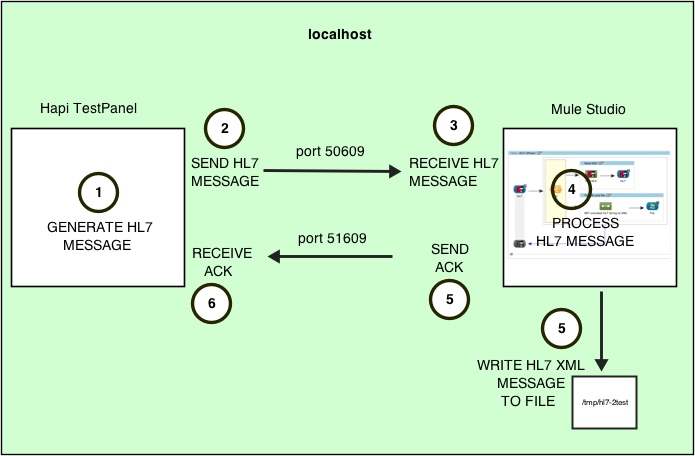 localhost
Hapi TestPanel
Mule Studio
2
3
SEND HL7
MESSAGE
port 50609
RECEIVE HL7
MESSAGE
1
GENERATE HL7
MESSAGE
4
PROCESS
HL7 MESSAGE
RECEIVE
ACK
port 51609
SEND
ACK
6
5
5
WRITE HL7 XML
MESSAGE
TO FILE
/tmp/hl7-2test